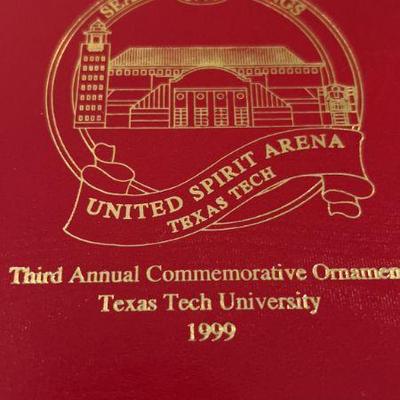 UNITED SPIRIT ARENA
TEXAS TECH
Third Annual Commemorative Ornamen
Texas Tech University
1999